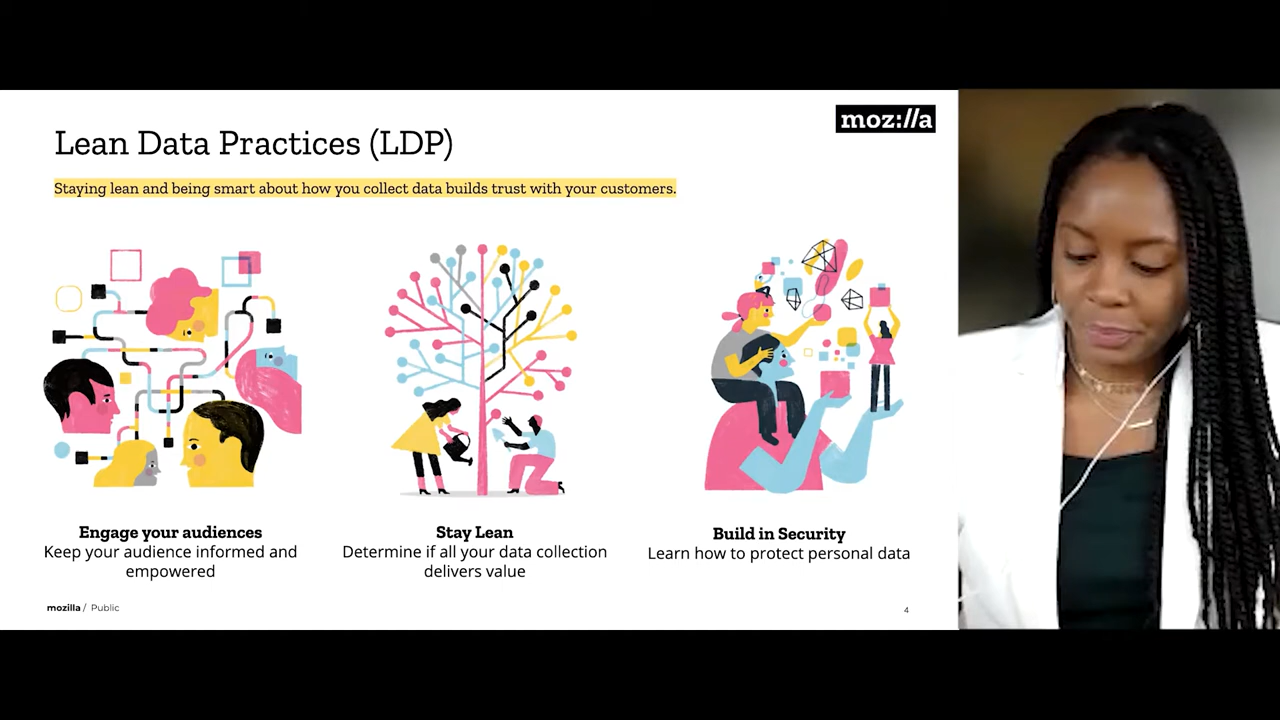 moz://a
Lean Data Practices (LDP)
Staying lean and being smart about how you collect data builds trust with your customers.
Engage your audiences
Keep your audience informed and
empowered
Stay Lean
Determine if all your data collection
delivers value
Build in Security
Learn how to protect personal data
mozilla / Public
4